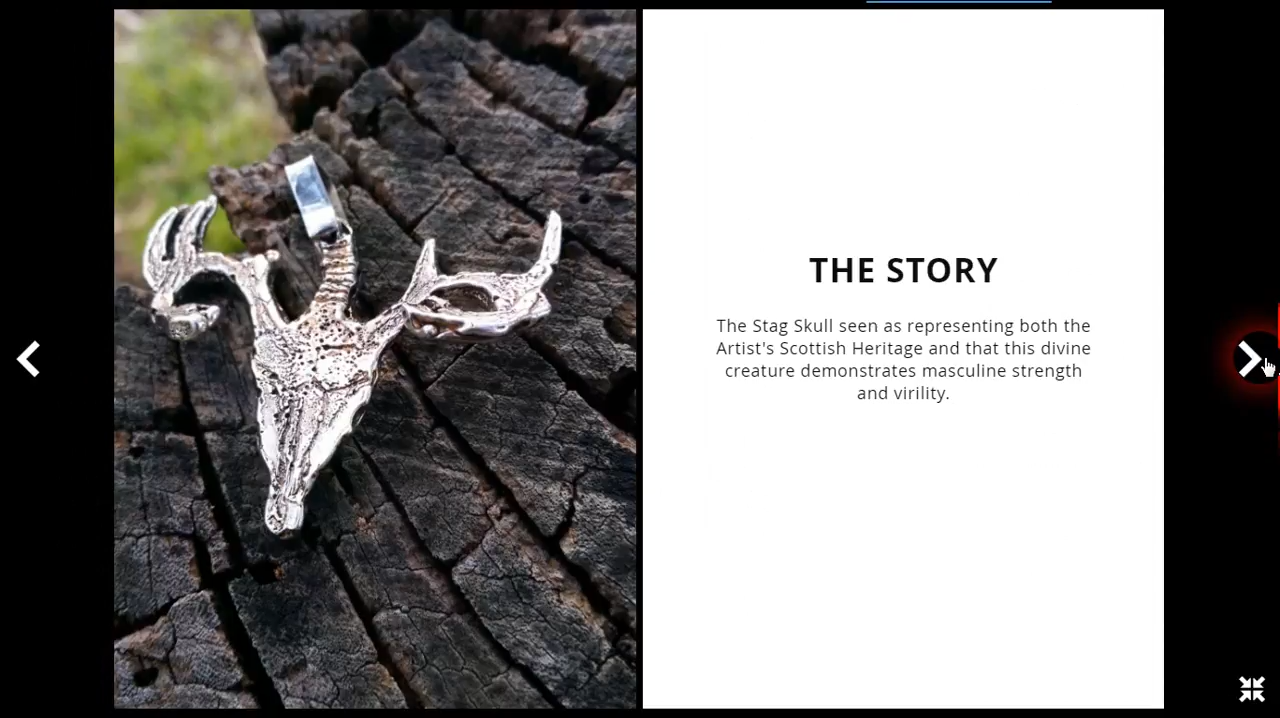 THE STORY
The Stag Skull seen as representing both the
Artist's Scottish Heritage and that this divine
creature demonstrates masculine strength
and virility.